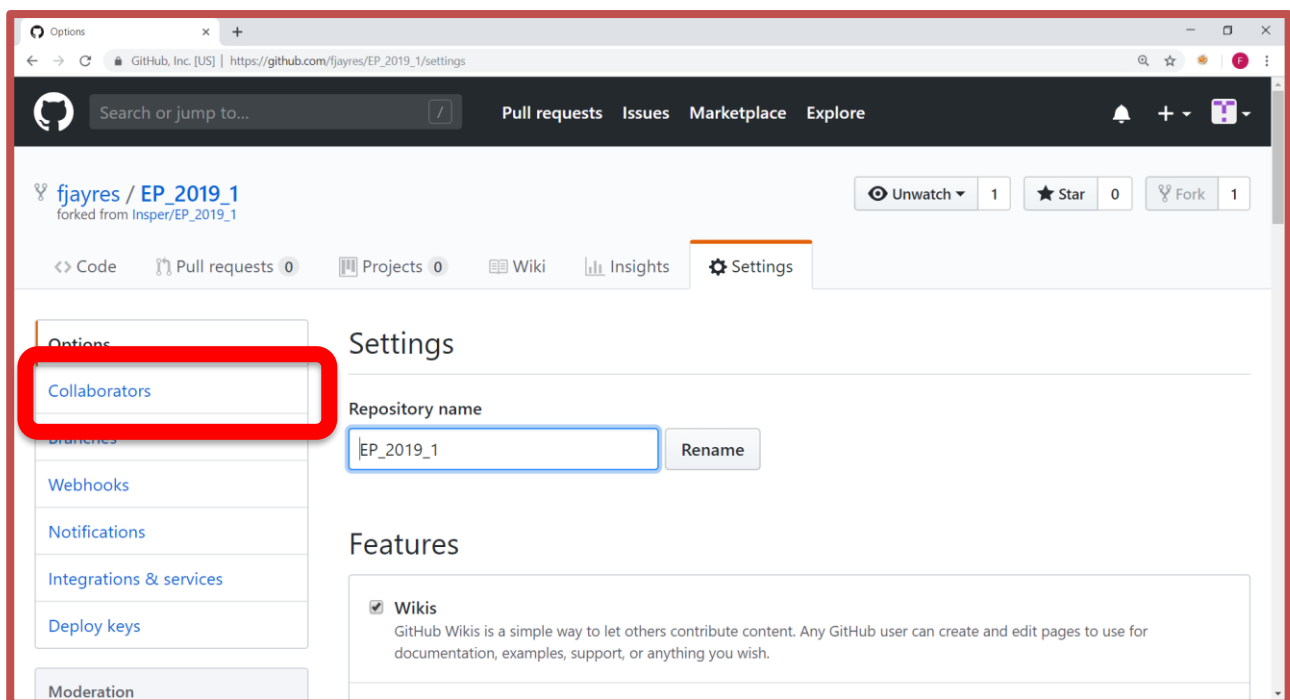 Options
GitHub, Inc. [US] | https://github.com/fjayres/EP_2019_1/settings
F
Search or jump to... / Pull requests Issues Marketplace Explore
fjayres / EP_2019_1
forked from Insper/EP_2019_1
Unwatch 1 Star 0 Fork 1
Code Pull requests 0 Projects 0 Wiki Insights Settings
Options
Collaborators
Branches
Webhooks
Notifications
Integrations & services
Deploy keys
Moderation
Settings
Repository name
EP_2019_1 Rename
Features
Wikis
GitHub Wikis is a simple way to let others contribute content. Any GitHub user can create and edit pages to use for
documentation, examples, support, or anything you wish.